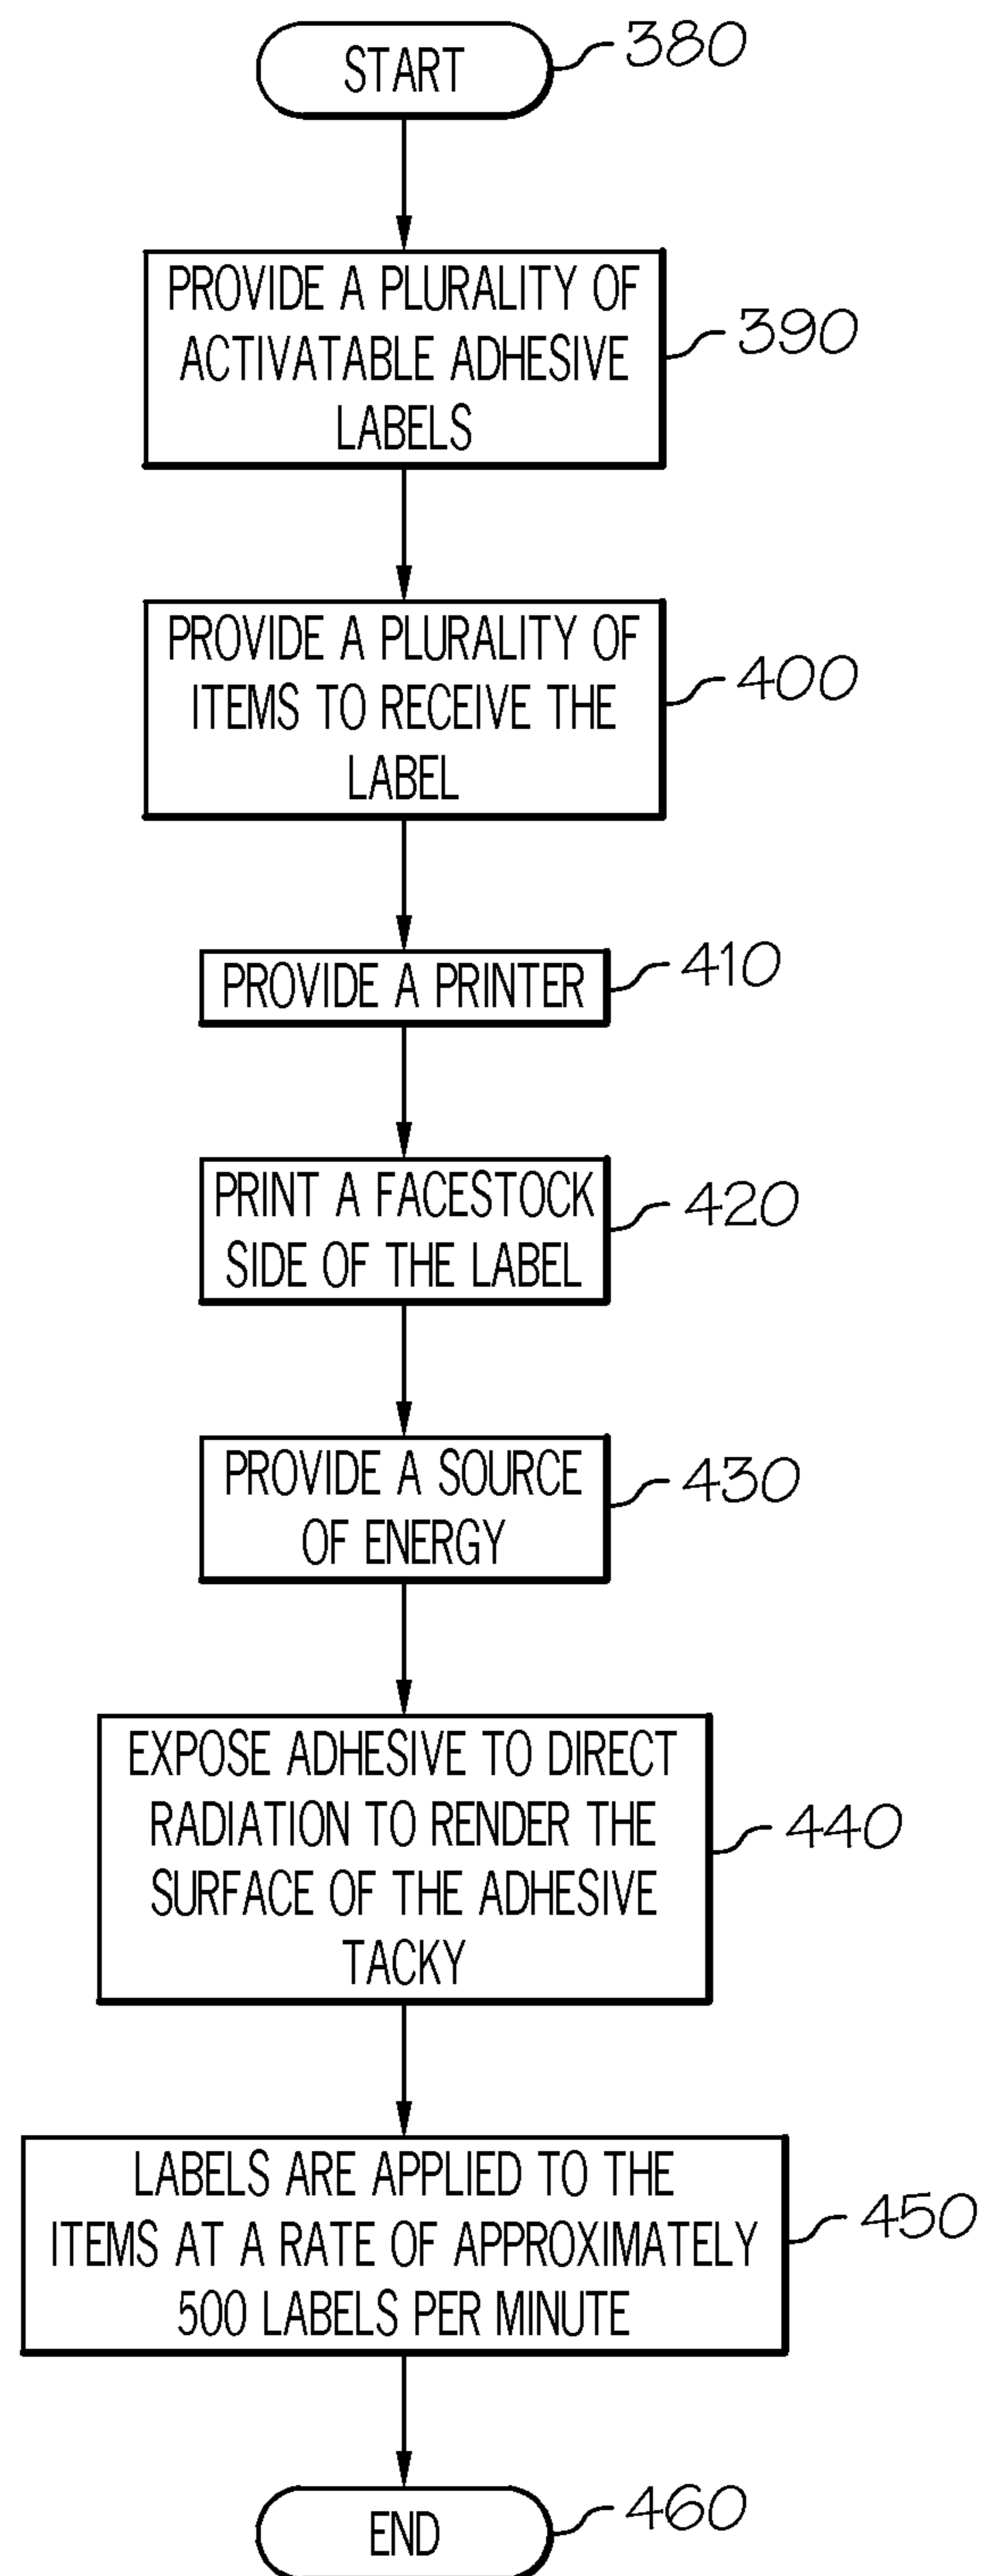 START
380
PROVIDE A PLURALITY OF
ACTIVATABLE ADHESIVE
LABELS
390
PROVIDE A PLURALITY OF
ITEMS TO RECEIVE THE
LABEL
400
PROVIDE A PRINTER
410
PRINT A FACESTOCK
SIDE OF THE LABEL
420
PROVIDE A SOURCE
OF ENERGY
430
EXPOSE ADHESIVE TO DIRECT
RADIATION TO RENDER THE
SURFACE OF THE ADHESIVE
TACKY
440
LABELS ARE APPLIED TO THE
ITEMS AT A RATE OF APPROXIMATELY
500 LABELS PER MINUTE
450
END
460